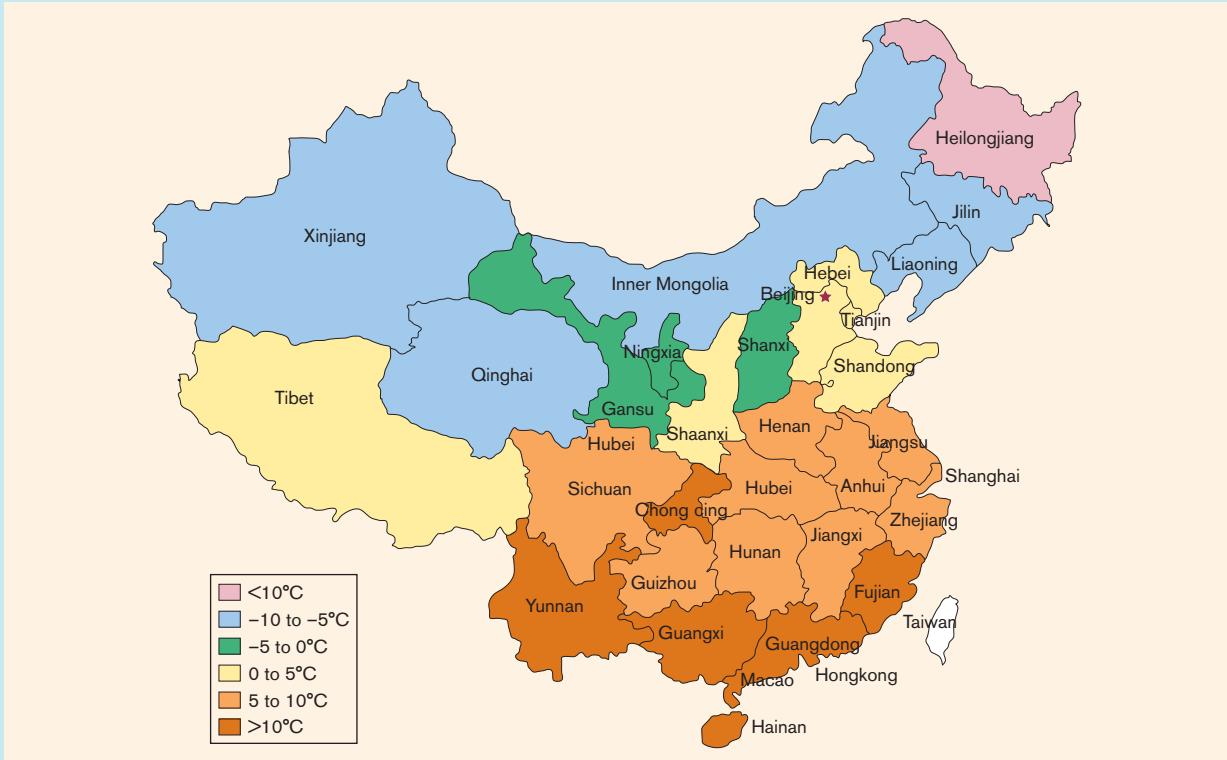 Heilongjiang
Jilin
Xinjiang
Liaoning
Hebei
Inner Mongolia
Beijing
Tianjin
Shanxi
Ningxia
Shandong
Qinghai
Tibet
Gansu
Shaanxi
Henan
Hubei
Jiangsu
Shanghai
Sichuan
Hubei
Anhui
Chong ding
Zhejiang
Jiangxi
Hunan
Guizhou
Fujian
Yunnan
Taiwan
Guangxi
Guangdong
Hongkong
Macao
Hainan
<10°C
−10 to −5°C
−5 to 0°C
0 to 5°C
5 to 10°C
>10°C